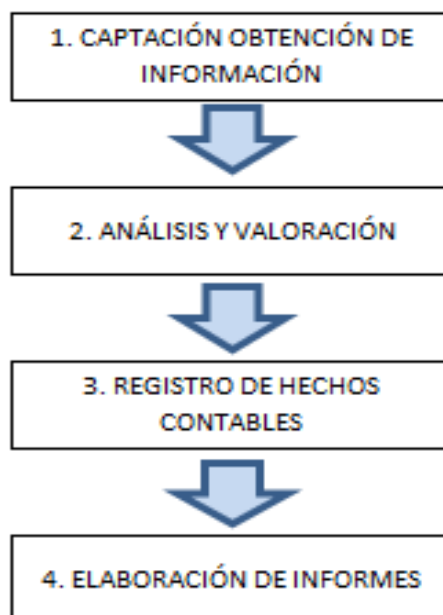 1. CAPTACIÓN OBTENCIÓN DE
INFORMACIÓN
2. ANÁLISIS Y VALORACIÓN
3. REGISTRO DE HECHOS
CONTABLES
4. ELABORACIÓN DE INFORMES